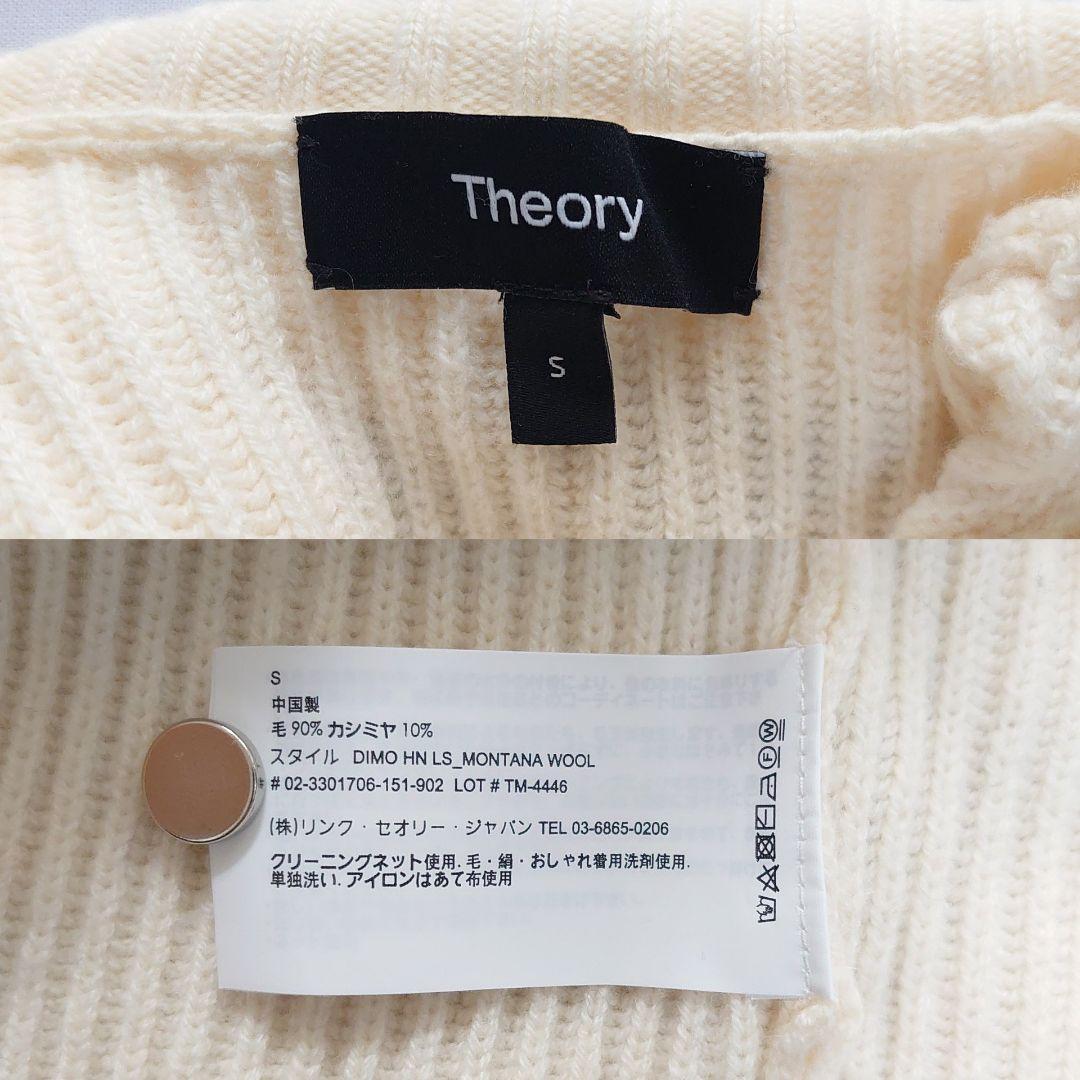 Theory
S
S
中国製
毛 90% カシミヤ 10%
スタイル DIMO HN LS_MONTANA WOOL
# 02-3301706-151-902 LOT # TM-4446
(株)リンク・セオリー・ジャパン TEL 03-6865-0206
クリーニングネット使用. 毛・絹・おしゃれ着用洗剤使用.
単独洗い. アイロンはあて布使用